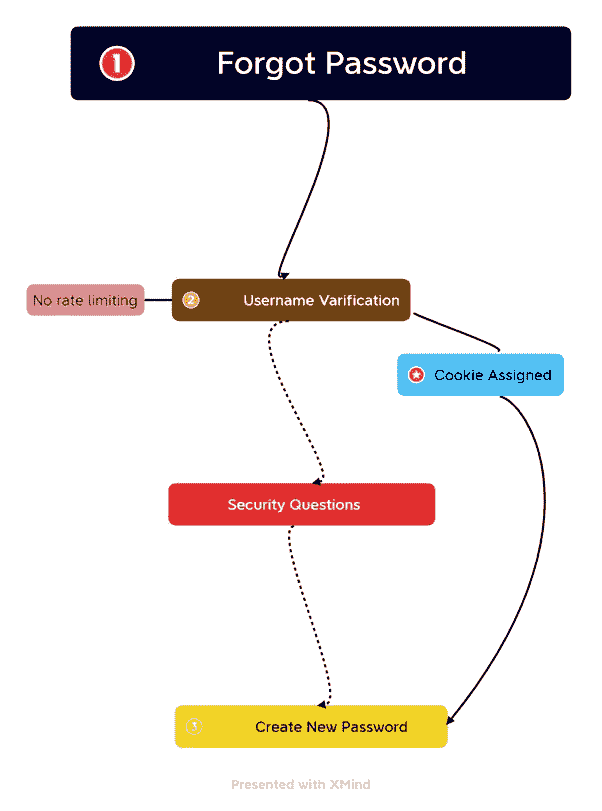 1 Forgot Password
No rate limiting
2 Username Varification
Cookie Assigned
Security Questions
3 Create New Password
Presented with XMind